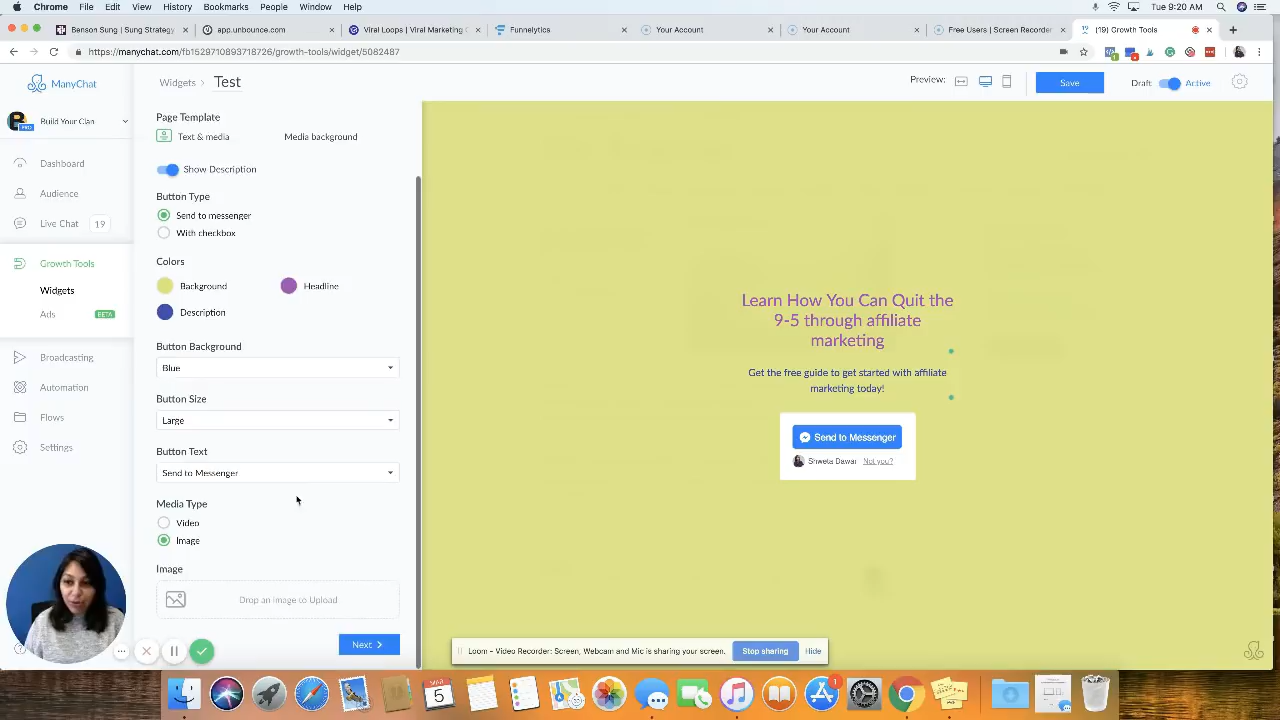 Chrome File Edit View History Bookmarks People Window Help
Tue 9:20 AM
Benson Sung | Sung Strategy
app.unbounce.com
Viral Loops | Viral Marketing
Funnelytics
Your Account
Your Account
Free Users | Screen Recorder
(19) Growth Tools
https://manychat.com/fb1529710893718725/growth-tools/widget/5082487
ManyChat
Widgets
Test
Preview:
Save
Draft
Active
Build Your Clan
PRO
Dashboard
Audience
Live Chat 19
Growth Tools
Widgets
Ads BETA
Broadcasting
Automation
Flows
Settings
Page Template
Text & media
Media background
Show Description
Button Type
Send to messenger
With checkbox
Colors
Background
Headline
Description
Button Background
Blue
Button Size
Large
Button Text
Send to Messenger
Media Type
Video
Image
Image
Drop an Image to Upload
Next
Learn How You Can Quit the
9-5 through affiliate
marketing
Get the free guide to get started with affiliate
marketing today!
Send to Messenger
Shweta Dawar Not you?
Loom – Video Recorder: Screen, Webcam and Mic is sharing your screen.
Stop sharing
Hide
MAR
5
1